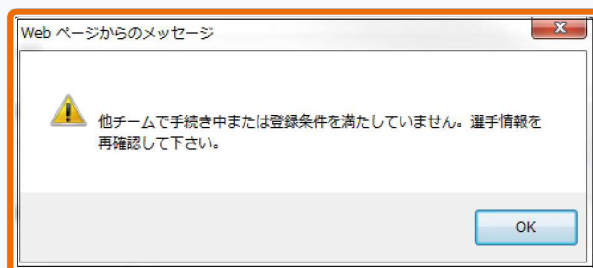 Web ページからのメッセージ
他チームで手続き中または登録条件を満たしていません。選手情報を
再確認して下さい。
OK